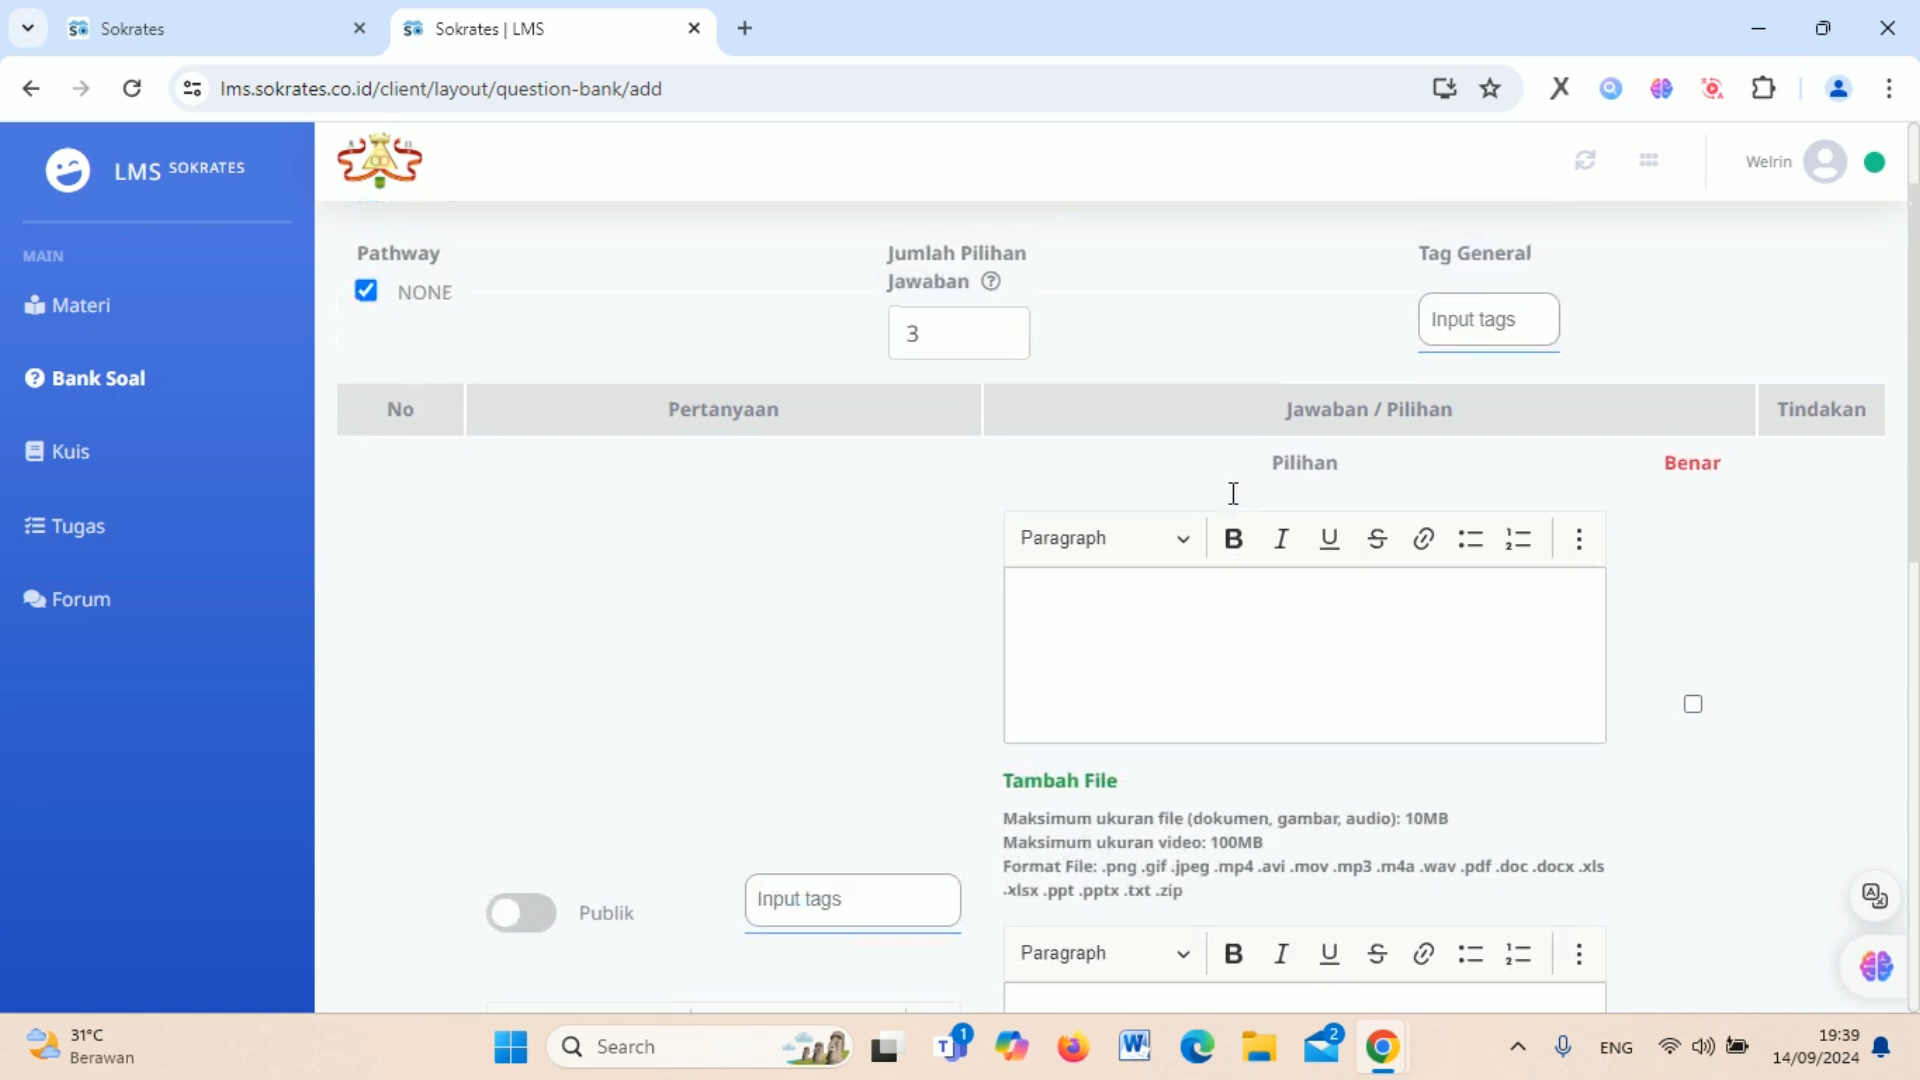 Sokrates
Sokrates | LMS
lms.sokrates.co.id/client/layout/question-bank/add
LMS SOKRATES
Welrin
MAIN
Materi
Bank Soal
Kuis
Tugas
Forum
Pathway
NONE
Jumlah Pilihan
Jawaban
3
Tag General
Input tags
No
Pertanyaan
Jawaban / Pilihan
Tindakan
Pilihan
Benar
Paragraph
Tambah File
Maksimum ukuran file (dokumen, gambar, audio): 10MB
Maksimum ukuran video: 100MB
Format File: .png .gif .jpeg .mp4 .avi .mov .mp3 .m4a .wav .pdf .doc .docx .xls
.xlsx .ppt .pptx .txt .zip
Publik
Input tags
Paragraph
31°C
Berawan
Search
1
2
ENG
19:39
14/09/2024